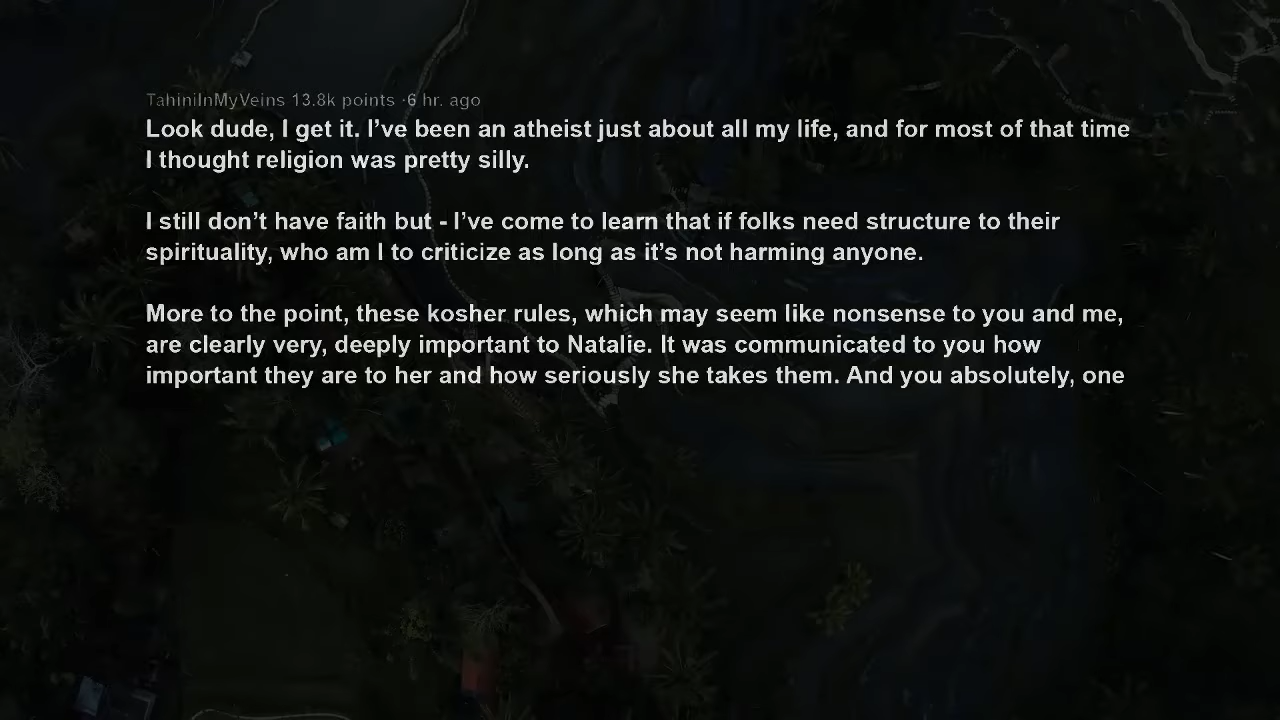 TahiniInMyVeins 13.8k points ·6 hr. ago
Look dude, I get it. I’ve been an atheist just about all my life, and for most of that time
I thought religion was pretty silly.
I still don’t have faith but - I’ve come to learn that if folks need structure to their
spirituality, who am I to criticize as long as it’s not harming anyone.
More to the point, these kosher rules, which may seem like nonsense to you and me,
are clearly very, deeply important to Natalie. It was communicated to you how
important they are to her and how seriously she takes them. And you absolutely, one